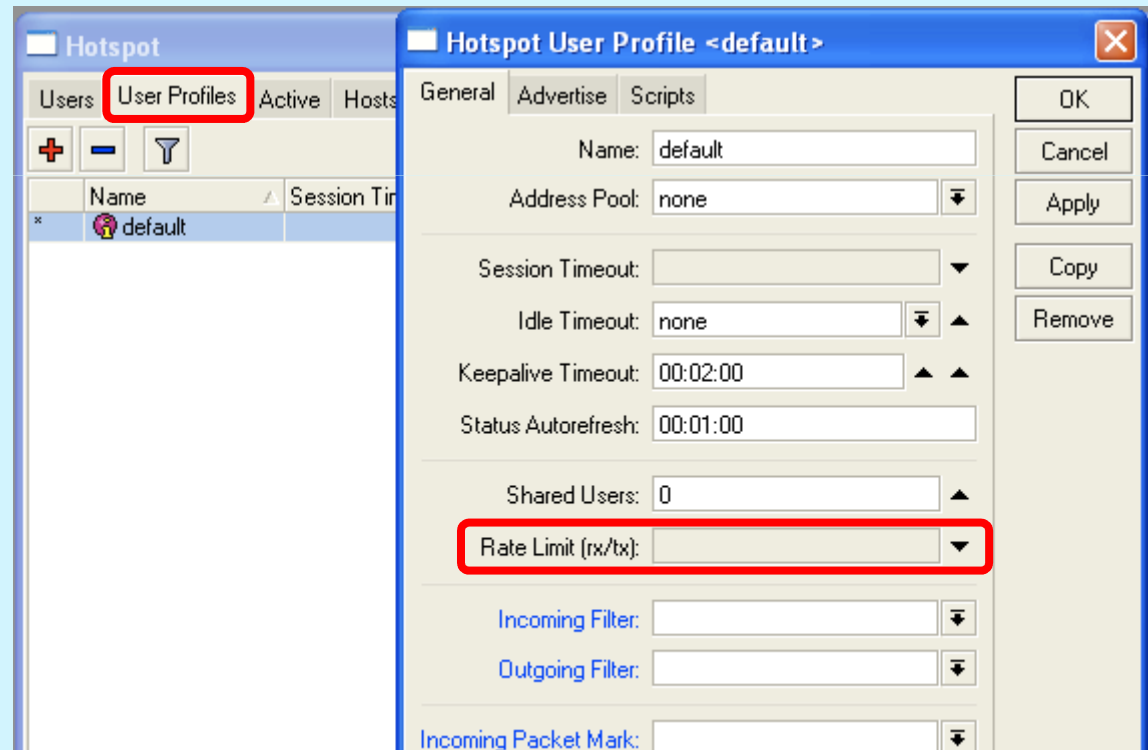 Hotspot
Users User Profiles Active Hosts
Name Session
* default
Hotspot User Profile <default>
General Advertise Scripts
Name: default
Address Pool: none
Session Timeout:
Idle Timeout: none
Keepalive Timeout: 00:02:00
Status Autorefresh: 00:01:00
Shared Users: 0
Rate Limit (rx/tx):
Incoming Filter:
Outgoing Filter:
Incoming Packet Mark:
OK
Cancel
Apply
Copy
Remove